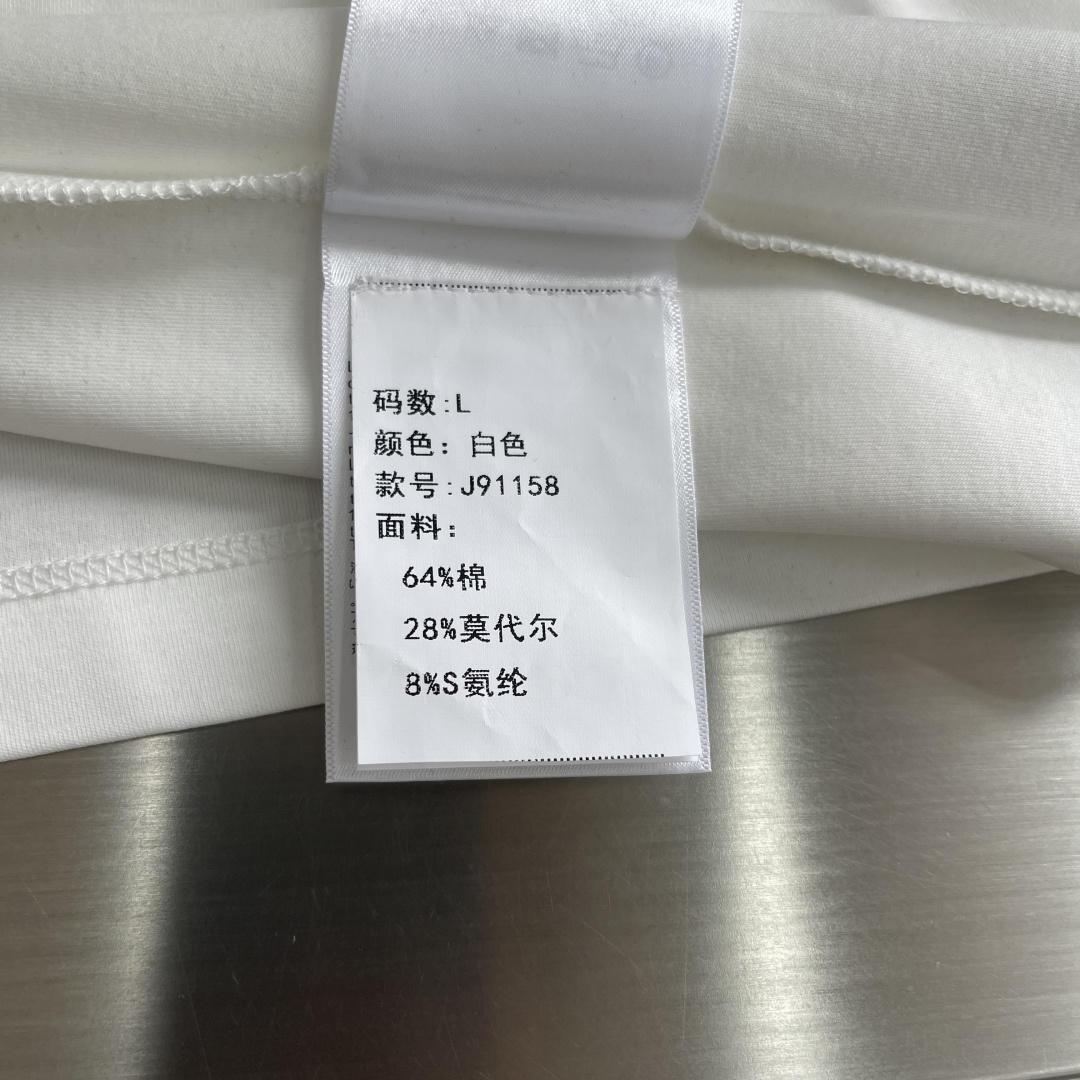 码数:L
颜色：白色
款号:J91158
面料：
64%棉
28%莫代尔
8%S氨纶